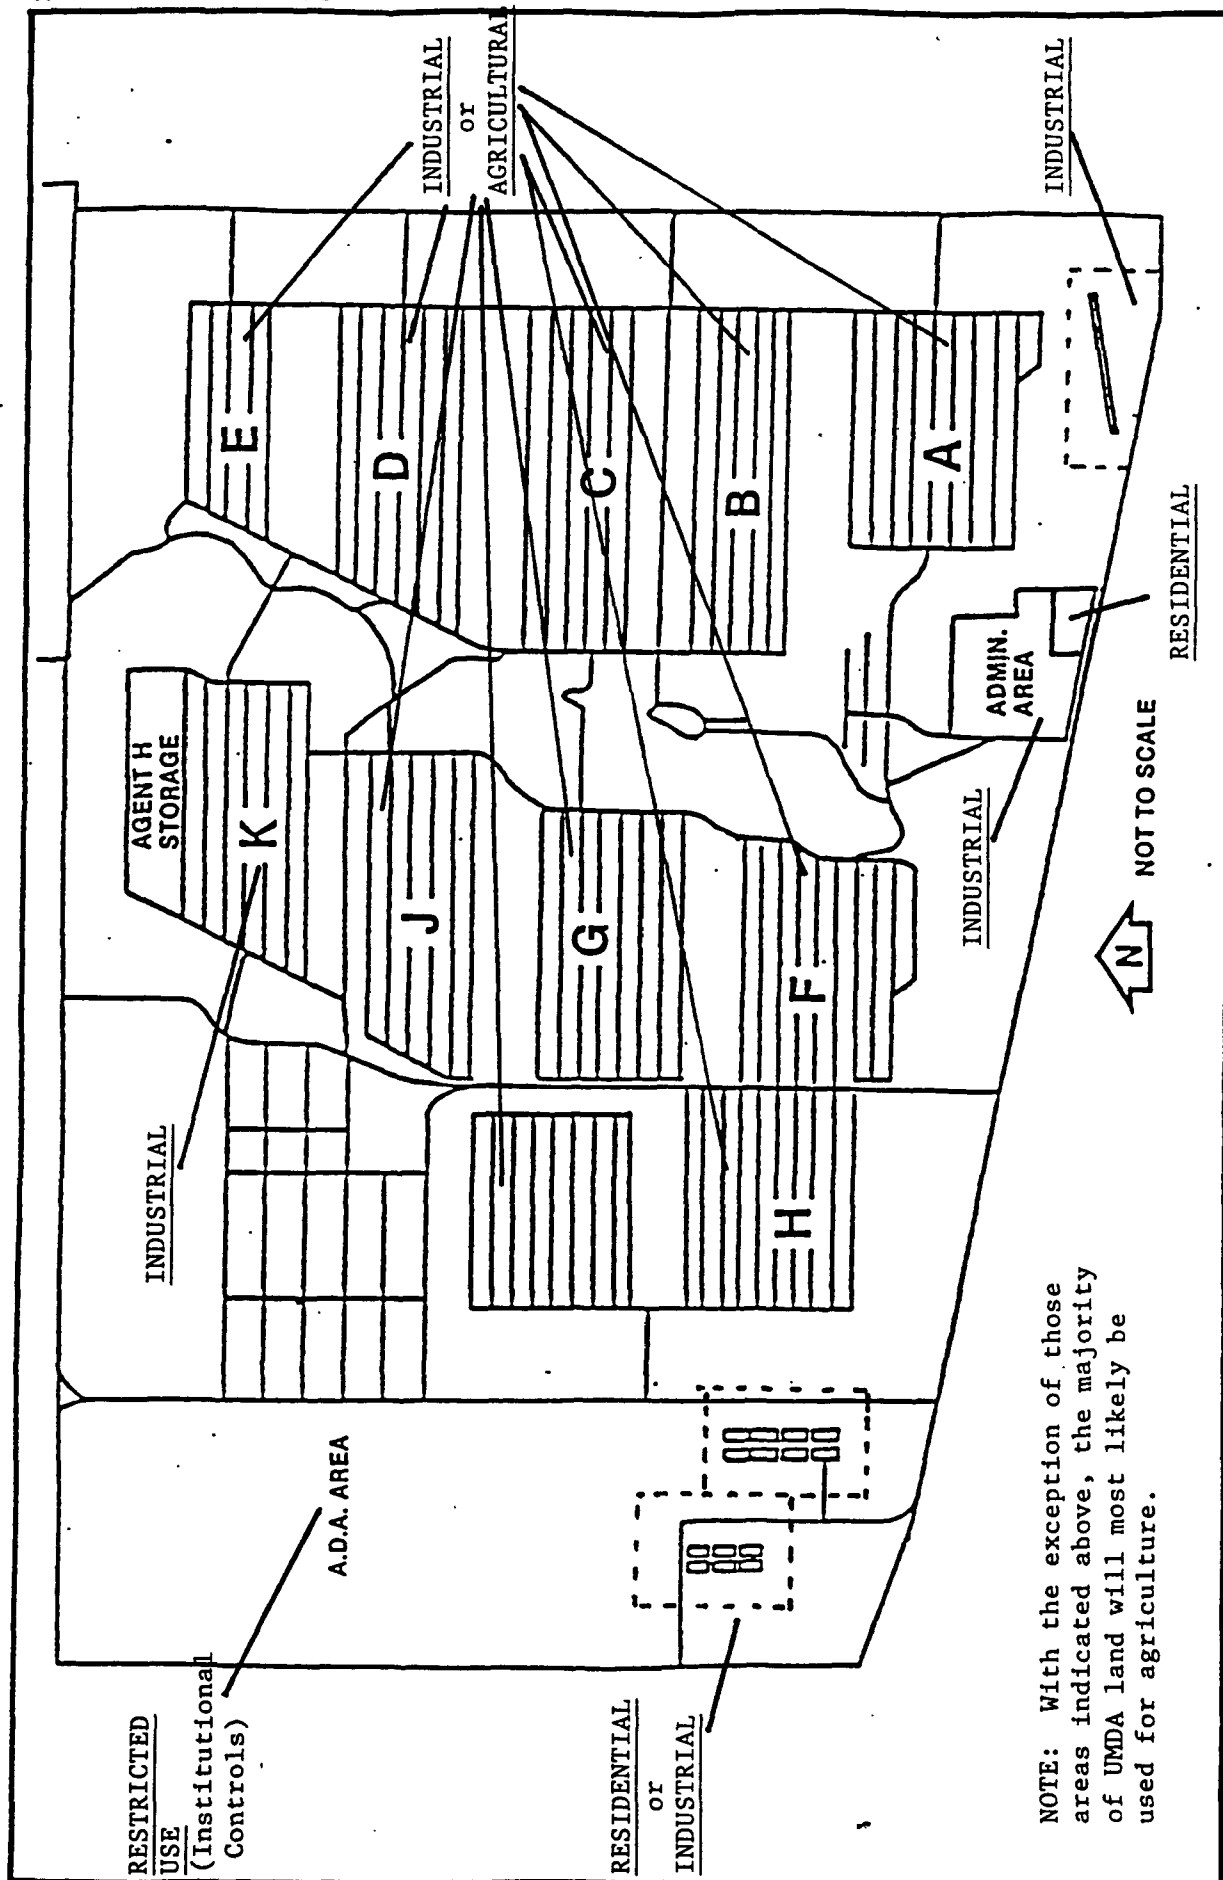 RESTRICTED
USE
(Institutional
Controls)
A.D.A. AREA
INDUSTRIAL
AGENT H
STORAGE
K
E
INDUSTRIAL
or
AGRICULTURAL
D
J
C
G
B
F
H
A
RESIDENTIAL
or
INDUSTRIAL
ADMIN.
AREA
INDUSTRIAL
INDUSTRIAL
RESIDENTIAL
N
NOT TO SCALE
NOTE: With the exception of those
areas indicated above, the majority
of UMDA land will most likely be
used for agriculture.